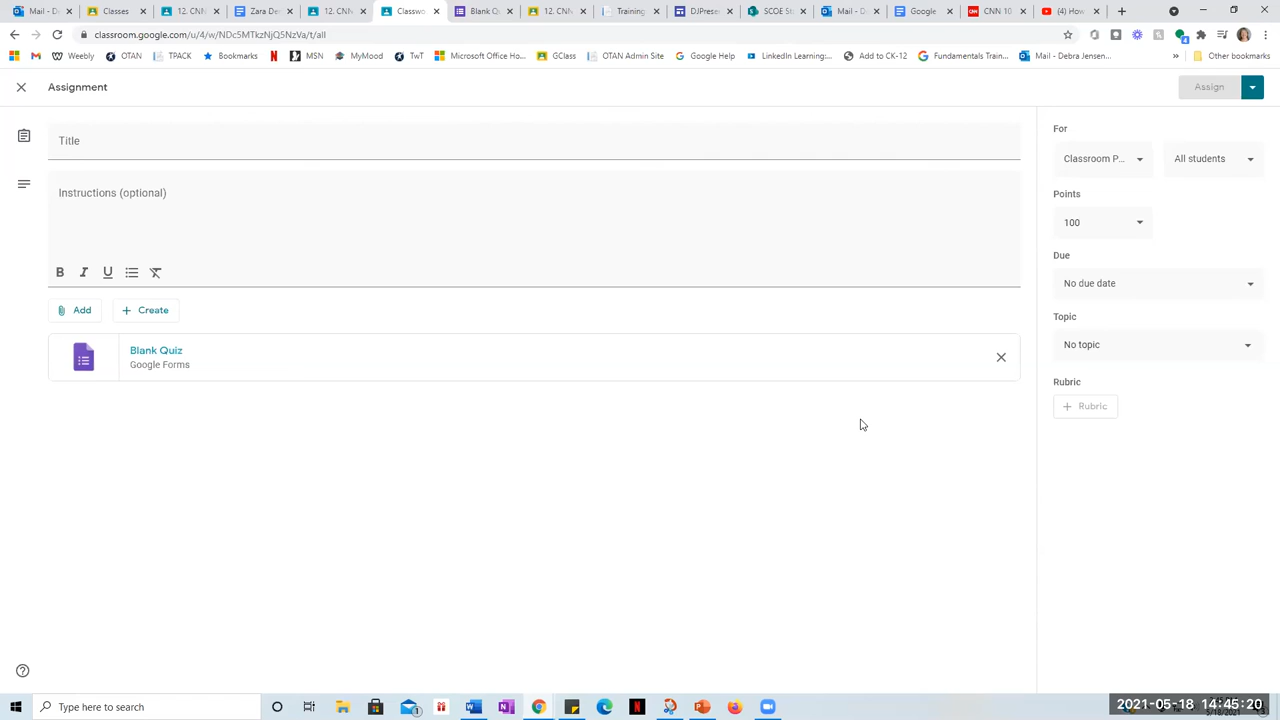 Mail - D...
Classes
12. CNN
Zara De
12. CNN
Classwo
Blank Q
12. CNN
Training
DJPrese
SCOE S
Mail - D
Google
CNN 10
(4) Ho
classroom.google.com/u/4/w/NDc5MTkzNjQ5NzVa/t/all
Weebly
OTAN
TPACK
Bookmarks
MSN
MyMood
TwT
Microsoft Office Ho...
GClass
OTAN Admin Site
Google Help
LinkedIn Learning:...
Add to CK-12
Fundamentals Train...
Mail - Debra Jensen...
»
Other bookmarks
Assignment
Assign
Title
Instructions (optional)
B I U
Add
Create
Blank Quiz
Google Forms
For
Classroom P...
All students
Points
100
Due
No due date
Topic
No topic
Rubric
Rubric
Type here to search
2021-05-18 14:45:20